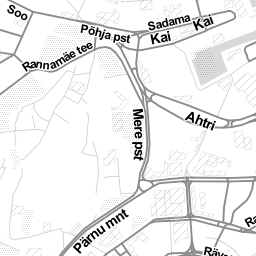 Soo
Põhja pst
Sadama
Kai
Kai
Rannamäe tee
Mere pst
Ahtri
Pärnu mnt